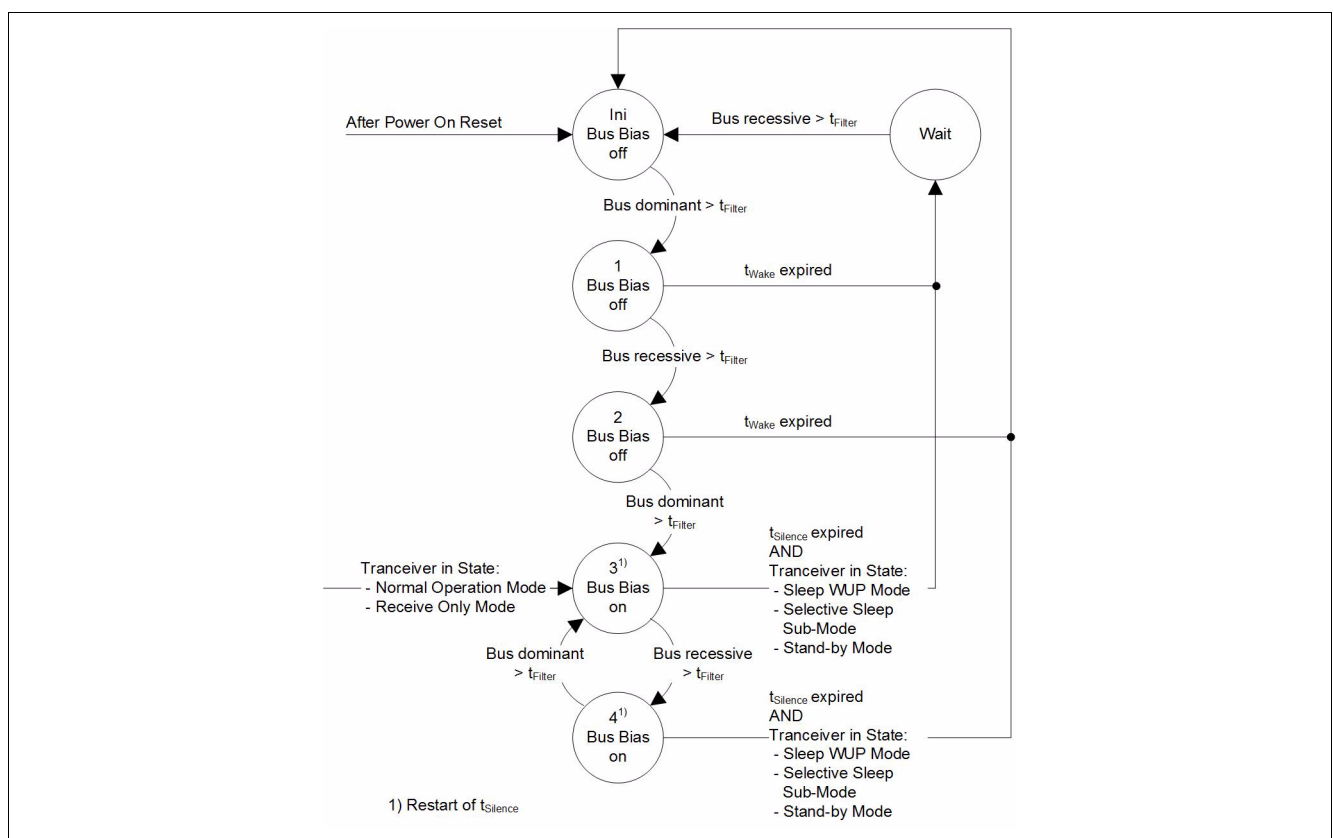 After Power On Reset
Ini
Bus Bias
off
Bus recessive > tFilter
Wait
Bus dominant > tFilter
1
Bus Bias
off
tWake expired
Bus recessive > tFilter
2
Bus Bias
off
tWake expired
Bus dominant
> tFilter
Tranceiver in State:
- Normal Operation Mode
- Receive Only Mode
31)
Bus Bias
on
tSilence expired
AND
Tranceiver in State:
- Sleep WUP Mode
- Selective Sleep
Sub-Mode
- Stand-by Mode
Bus dominant
> tFilter
Bus recessive
> tFilter
41)
Bus Bias
on
tSilence expired
AND
Tranceiver in State:
- Sleep WUP Mode
- Selective Sleep
Sub-Mode
- Stand-by Mode
1) Restart of tSilence